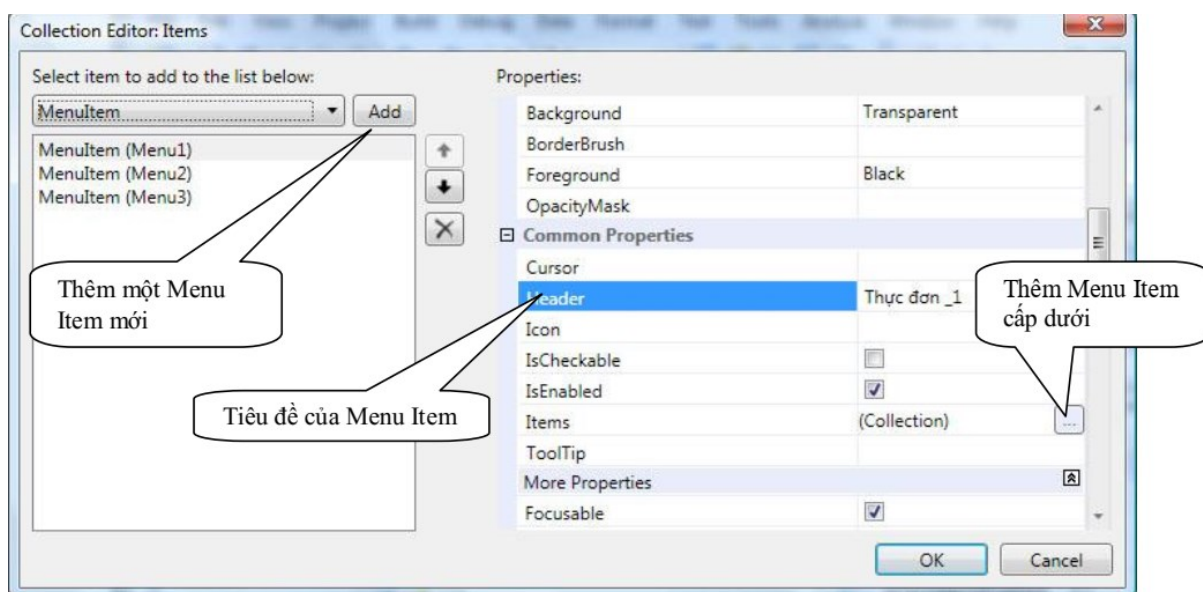 Collection Editor: Items
Select item to add to the list below:
MenuItem
Add
MenuItem (Menu1)
MenuItem (Menu2)
MenuItem (Menu3)
Thêm một Menu
Item mới
Tiêu đề của Menu Item
Properties:
Background Transparent
BorderBrush
Foreground Black
OpacityMask
Common Properties
Cursor
Header Thực đơn _1
Icon
IsCheckable
IsEnabled
Items (Collection) ...
ToolTip
More Properties
Focusable
Thêm Menu Item
cấp dưới
OK Cancel